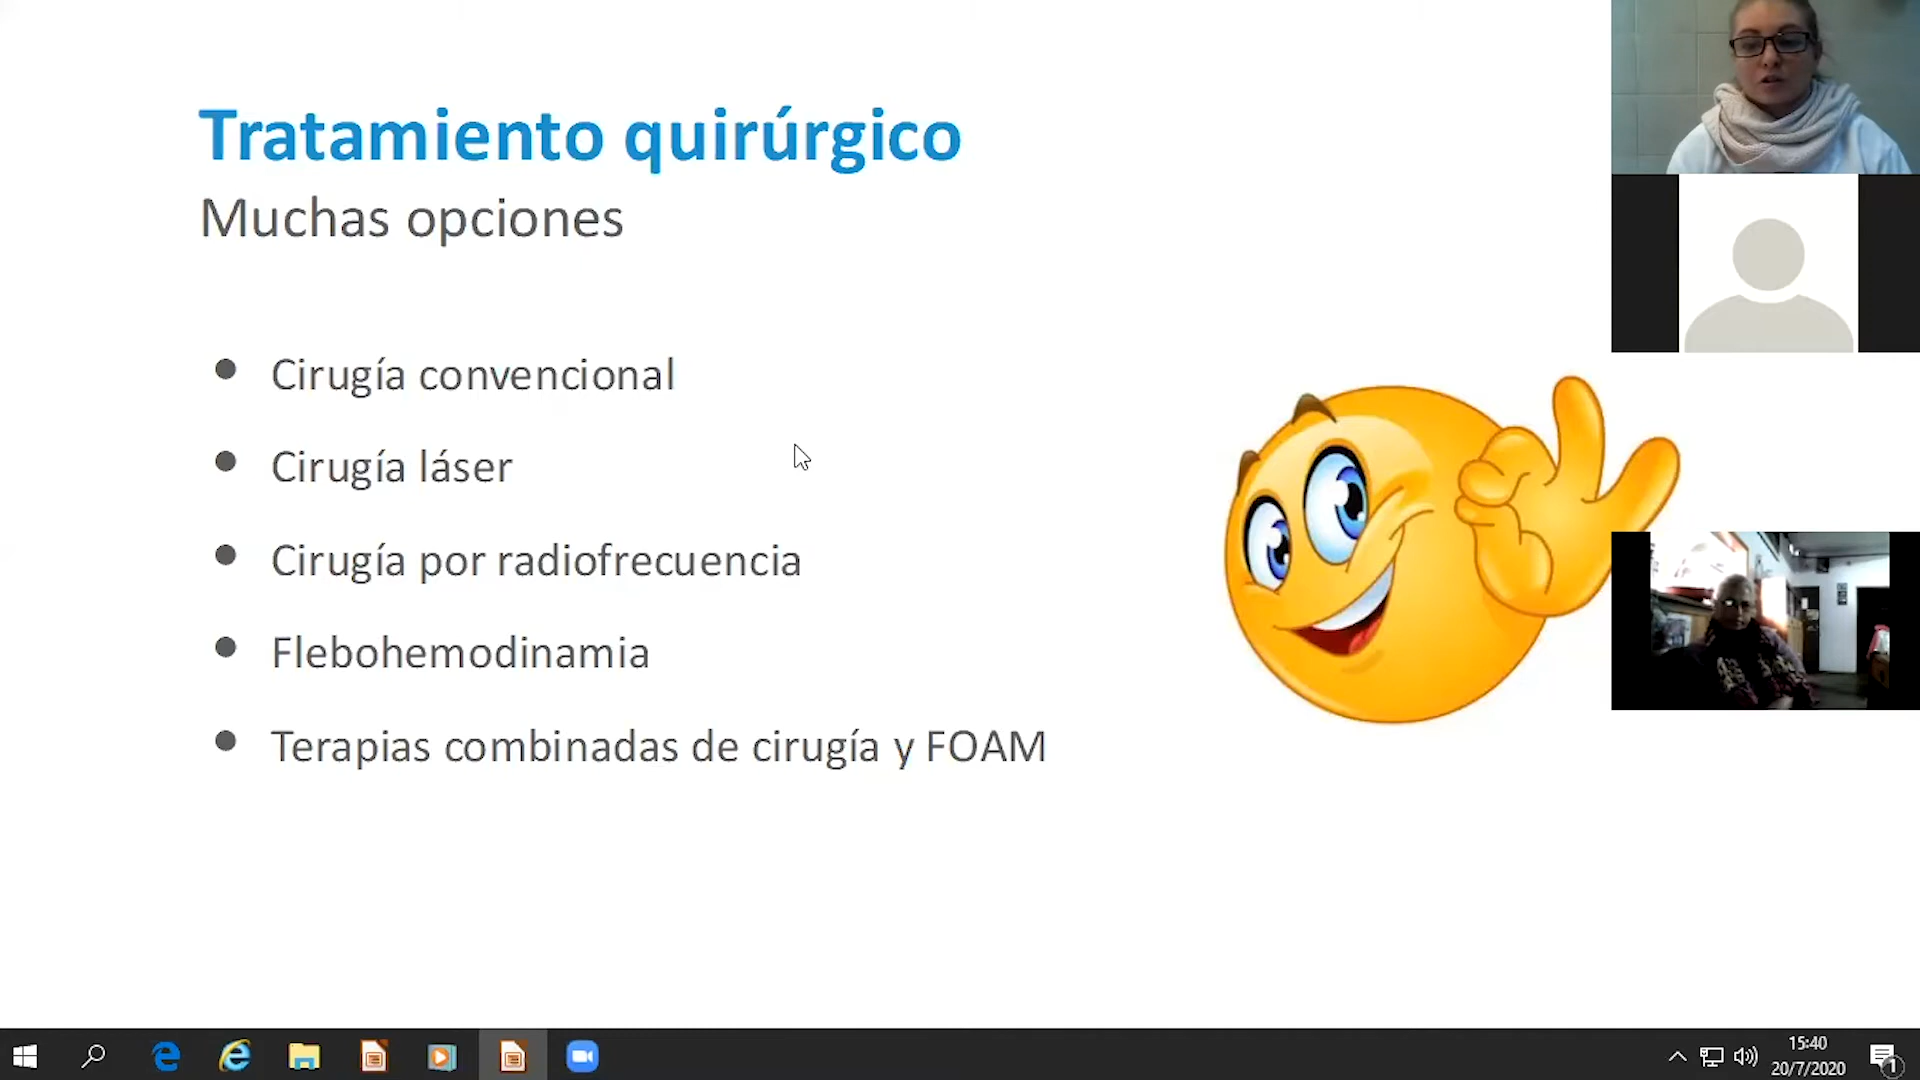 Tratamiento quirúrgico
Muchas opciones
Cirugía convencional
Cirugía láser
Cirugía por radiofrecuencia
Flebohemodinamia
Terapias combinadas de cirugía y FOAM
15:40
20/7/2020
1